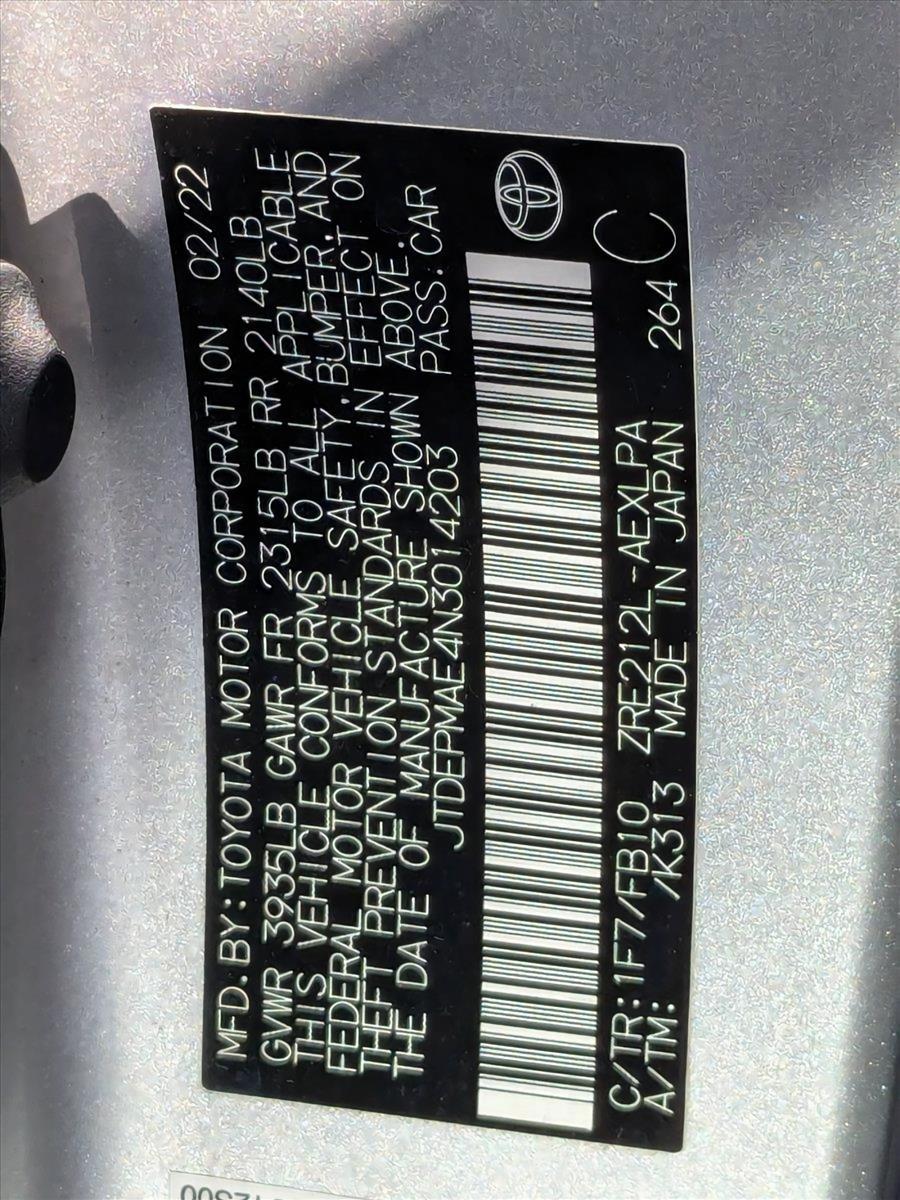 MFD.BY:TOYOTA MOTOR CORPORATION 02/22
GVWR 3935LB GAWR FR 2315LB RR 2140LB
THIS VEHICLE CONFORMS TO ALL APPLICABLE
FEDERAL MOTOR VEHICLE SAFETY, BUMPER, AND
THEFT PREVENTION STANDARDS IN EFFECT ON
THE DATE OF MANUFACTURE SHOWN ABOVE.
JTDEPMAE4N3014203 PASS.CAR
C/TR:1F7/FB10 ZRE212L-AEXLPA
A/TM: /K313 MADE IN JAPAN 264 C